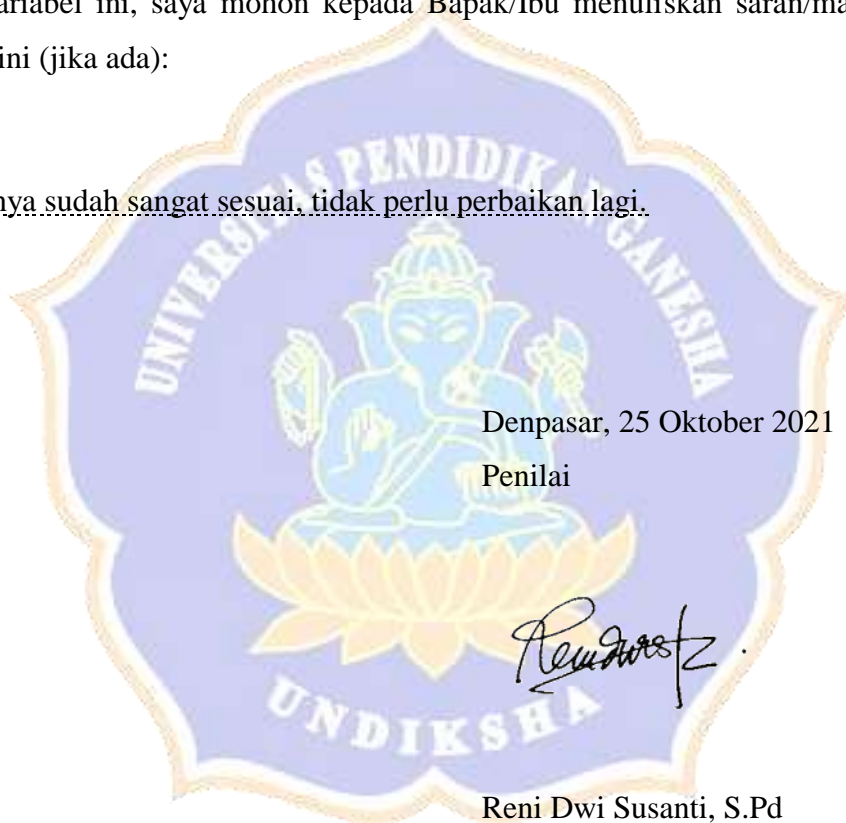 ariabel ini, saya mohon kepada Bapak/Ibu menuliskan saran/ma
ini (jika ada):
nya sudah sangat sesuai, tidak perlu perbaikan lagi.
UNIVERSITAS PENDIDIKAN GANESHA
Denpasar, 25 Oktober 2021
Penilai
UNDIKSHA
Reni Dwi Susanti, S.Pd